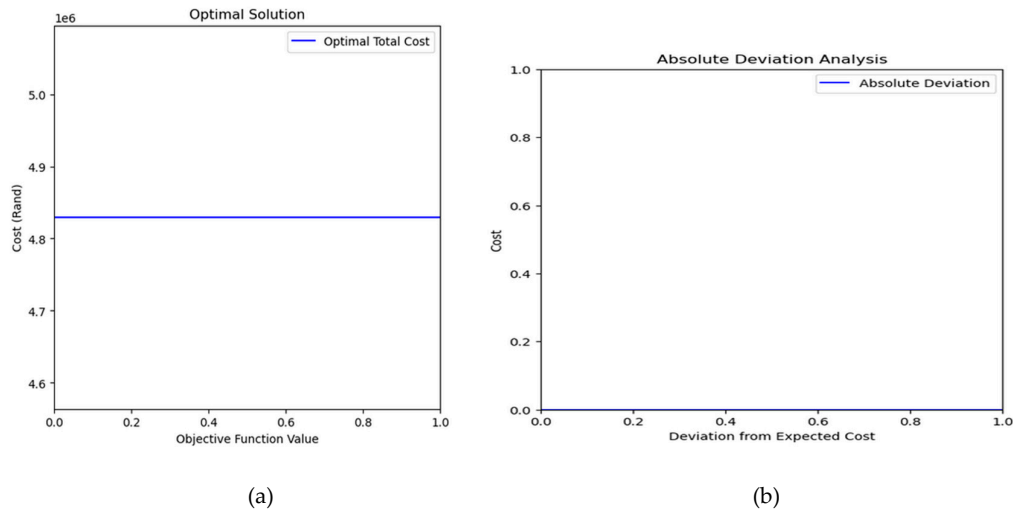 Optimal Solution
1e6
Optimal Total Cost
5.0
4.9
4.8
4.7
4.6
Cost (Rand)
0.0 0.2 0.4 0.6 0.8 1.0
Objective Function Value
(a)
Absolute Deviation Analysis
Absolute Deviation
1.0
0.8
0.6
0.4
0.2
0.0
Cost
0.0 0.2 0.4 0.6 0.8 1.0
Deviation from Expected Cost
(b)